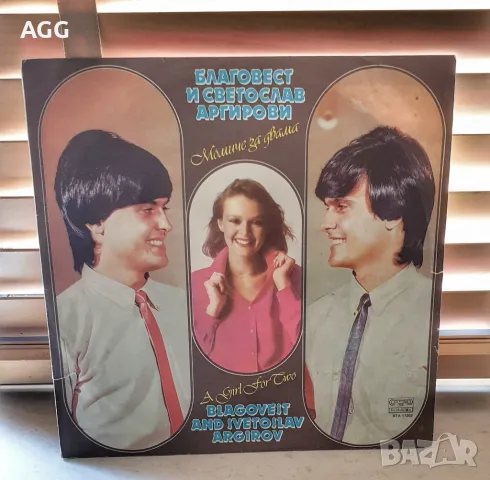 AGG
БЛАГОВЕСТ
И СВЕТОСЛАВ
АРГИРОВИ
Момиче за двама
A Girl For Two
BLAGOVEST
AND SVETOSLAV
ARGIROV
BAZAR